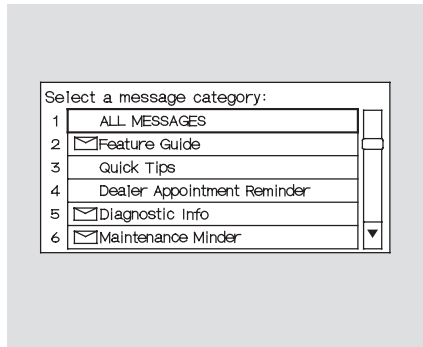 Select a message category:
1 ALL MESSAGES
2 Feature Guide
3 Quick Tips
4 Dealer Appointment Reminder
5 Diagnostic Info
6 Maintenance Minder